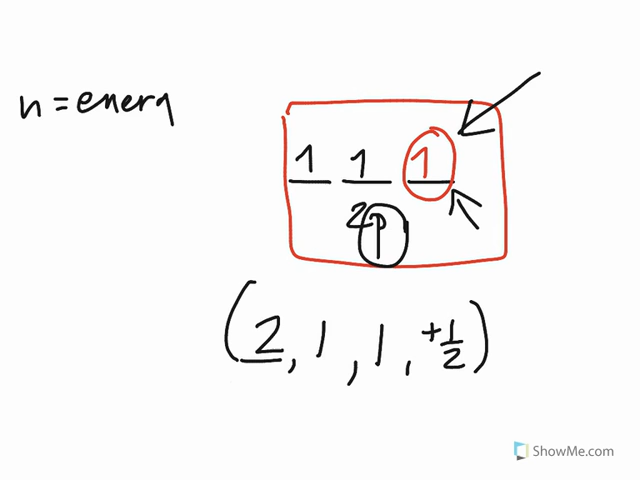 n = energ
1 1 1
2p
(2, 1, 1, +1/2)
ShowMe.com